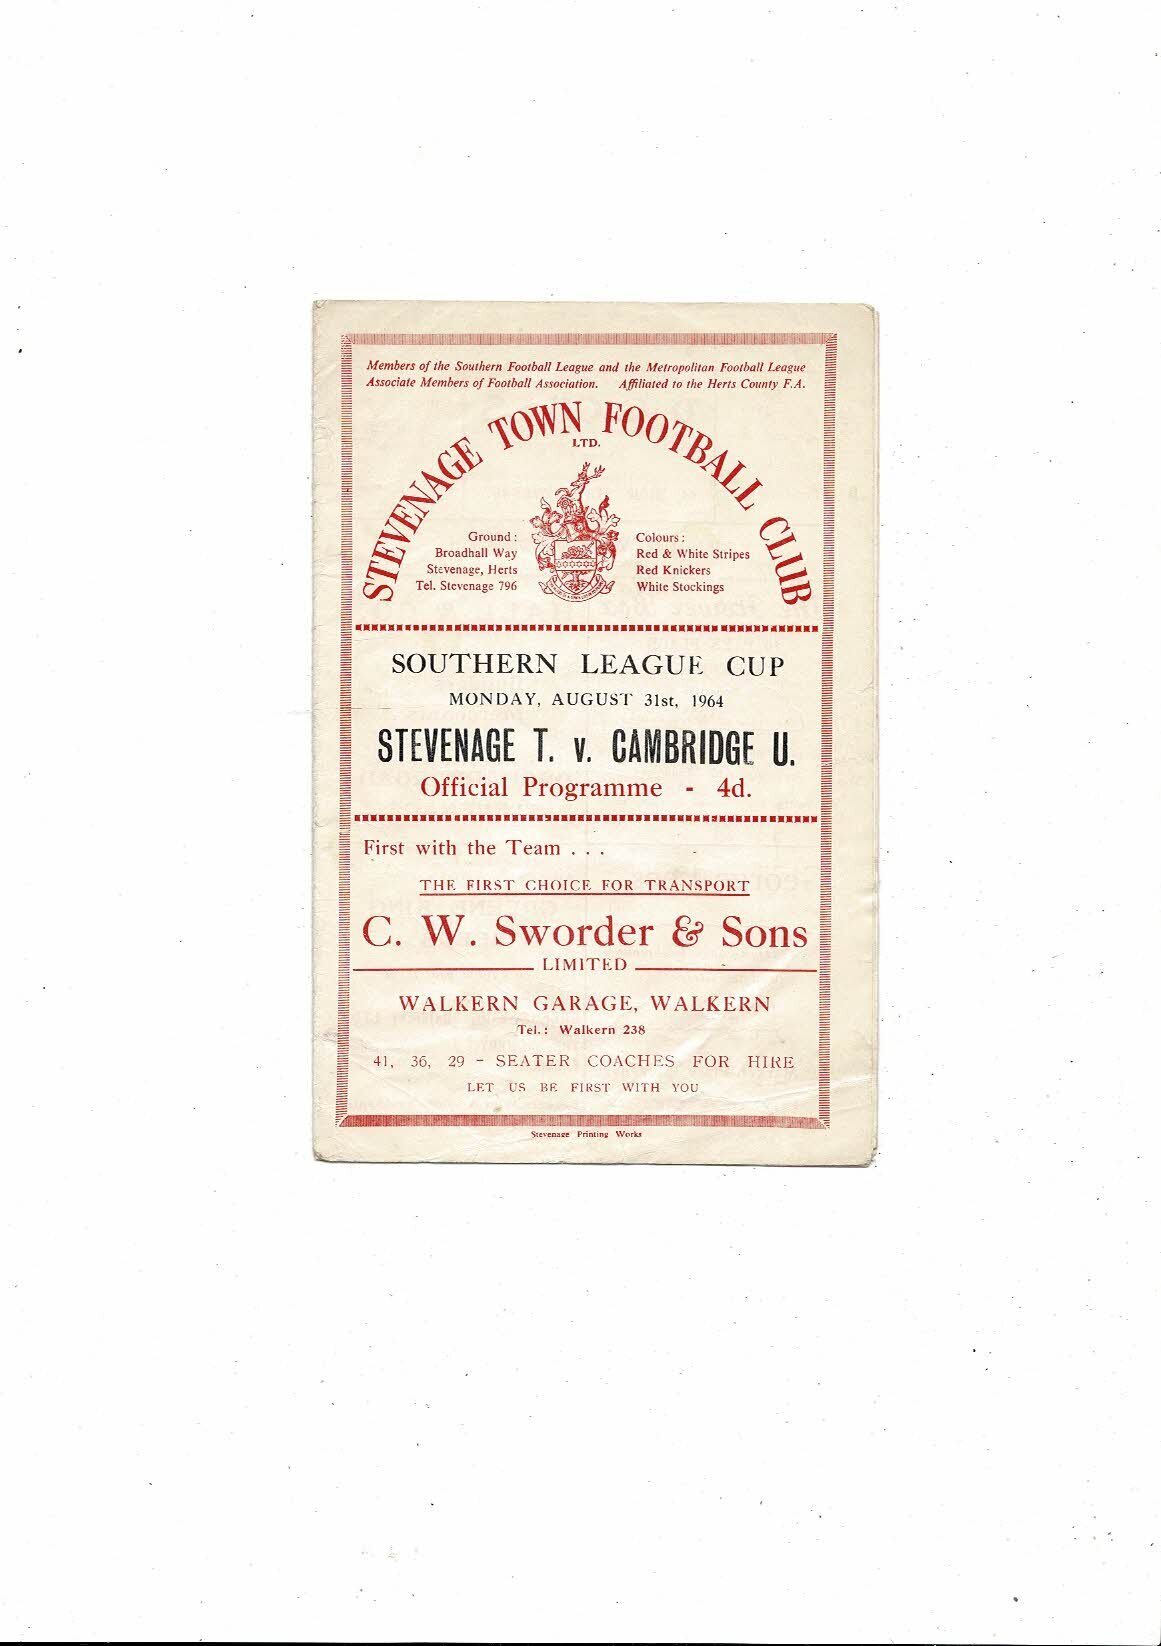 Members of the Southern Football League and the Metropolitan Football League
Associate Members of Football Association. Affiliated to the Herts County F.A.
STEVENAGE TOWN FOOTBALL CLUB
LTD.
Ground :
Broadhall Way
Stevenage, Herts
Tel. Stevenage 796
Colours :
Red & White Stripes
Red Knickers
White Stockings
SOUTHERN LEAGUE CUP
MONDAY, AUGUST 31st, 1964
STEVENAGE T. v. CAMBRIDGE U.
Official Programme - 4d.
First with the Team . . .
THE FIRST CHOICE FOR TRANSPORT
C. W. Sworder & Sons
LIMITED
WALKERN GARAGE, WALKERN
Tel.: Walkern 238
41, 36, 29 - SEATER COACHES FOR HIRE
LET US BE FIRST WITH YOU
Stevenage Printing Works